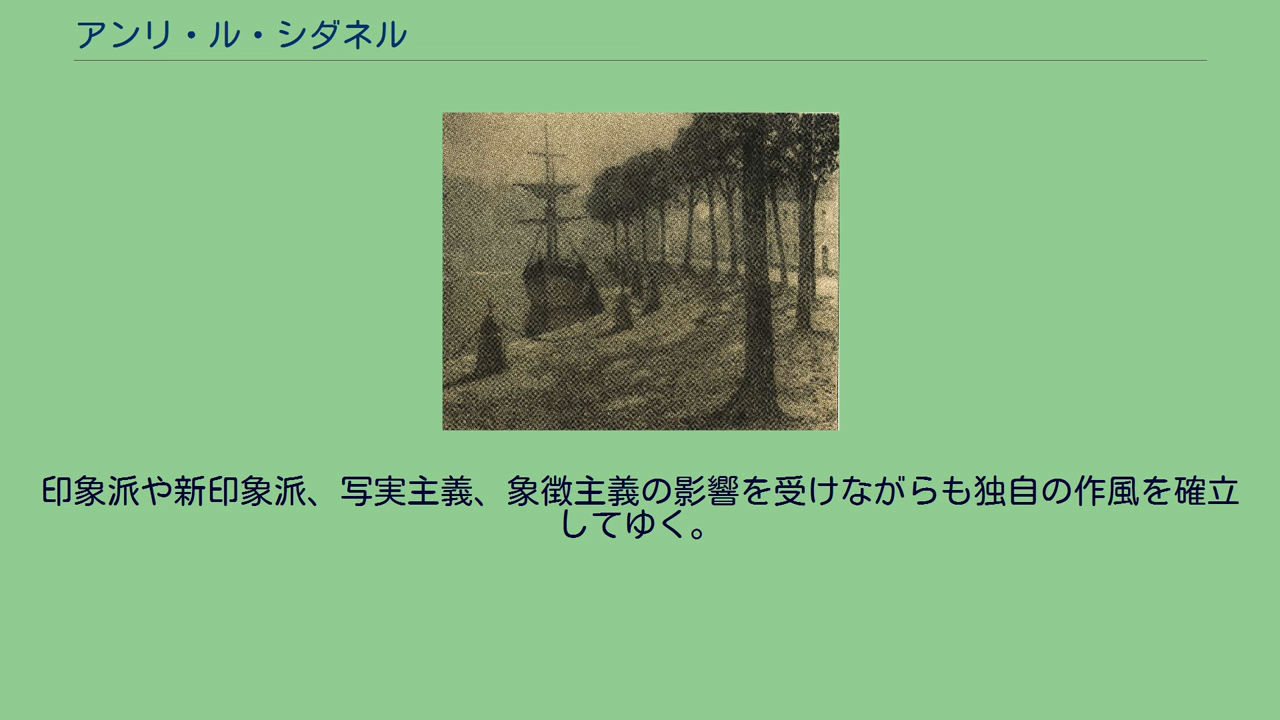 アンリ・ル・シダネル
印象派や新印象派、写実主義、象徴主義の影響を受けながらも独自の作風を確立
してゆく。